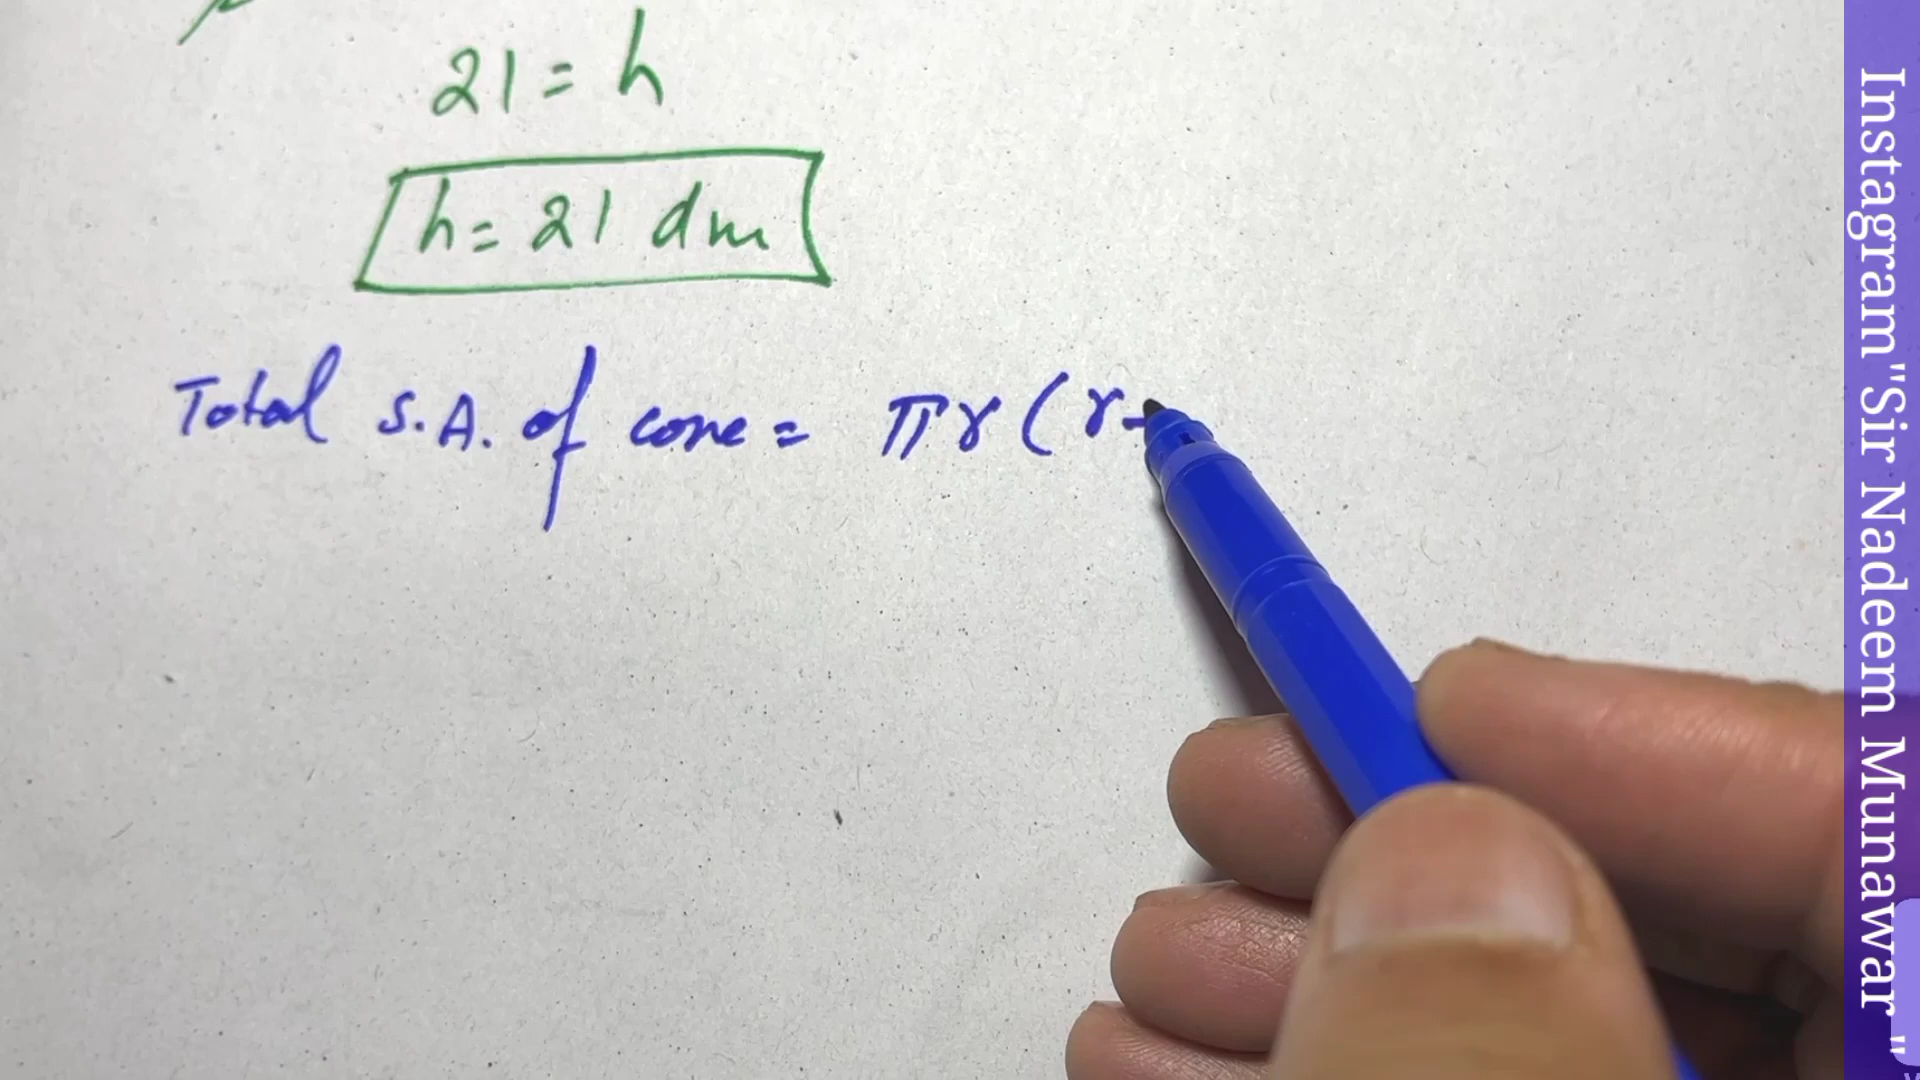 21 = h
h = 21 dm
Total S.A. of cone = πr (r
Instagram"Sir Nadeem Munawar"